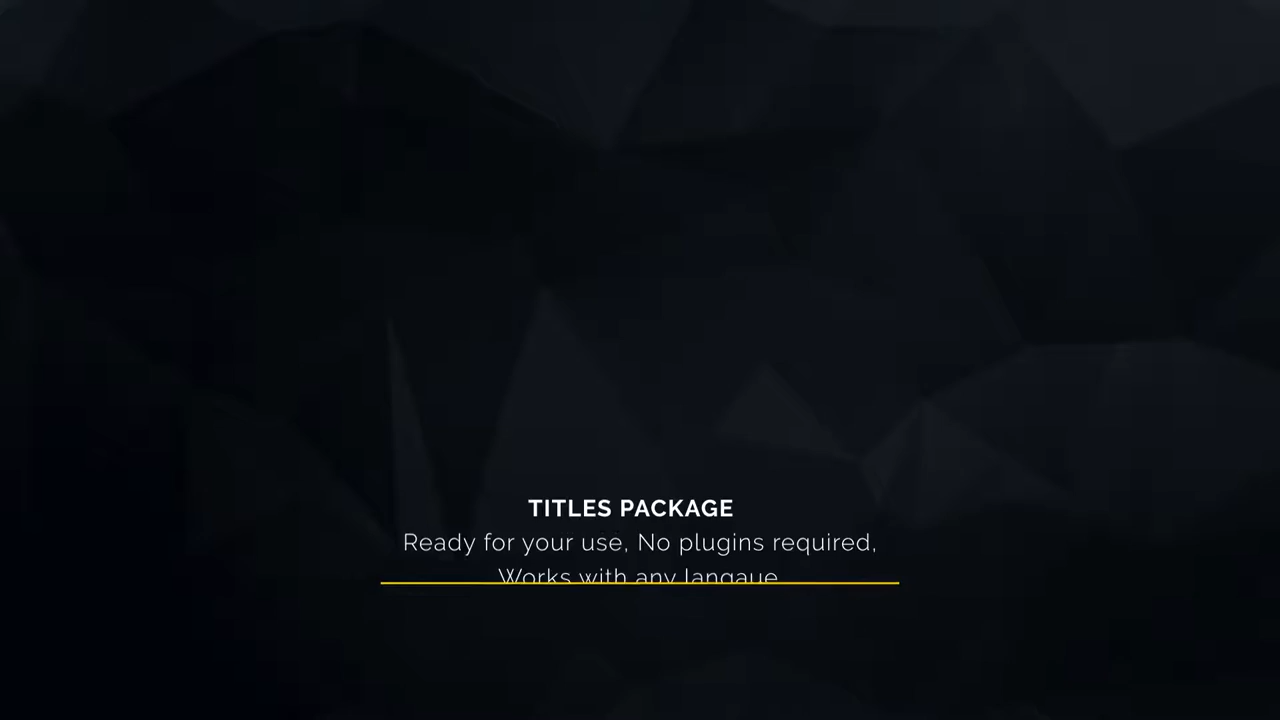 TITLES PACKAGE
Ready for your use, No plugins required,
Works with any langaue